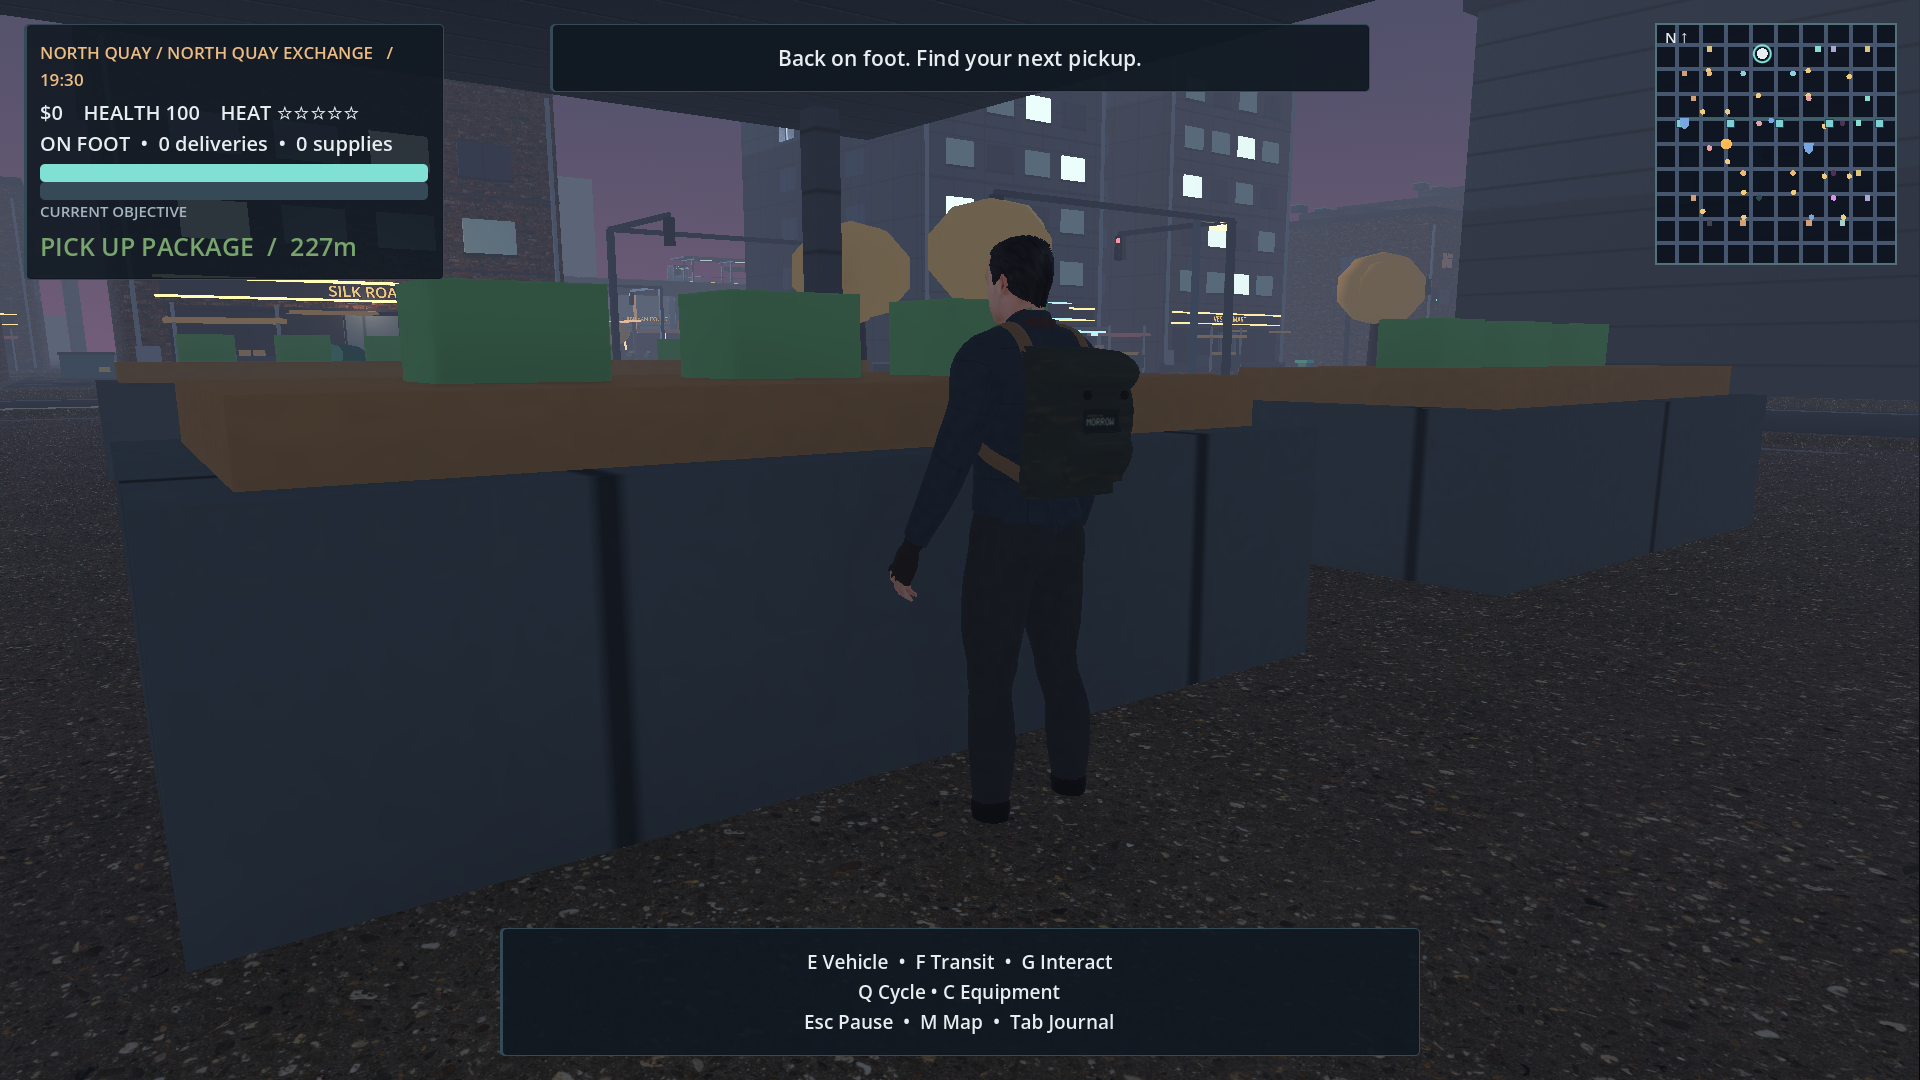 NORTH QUAY / NORTH QUAY EXCHANGE /
19:30
$0 HEALTH 100 HEAT ☆☆☆☆☆
ON FOOT • 0 deliveries • 0 supplies
CURRENT OBJECTIVE
PICK UP PACKAGE / 227m
Back on foot. Find your next pickup.
N ↑
SILK ROA
MORROW
E Vehicle • F Transit • G Interact
Q Cycle • C Equipment
Esc Pause • M Map • Tab Journal